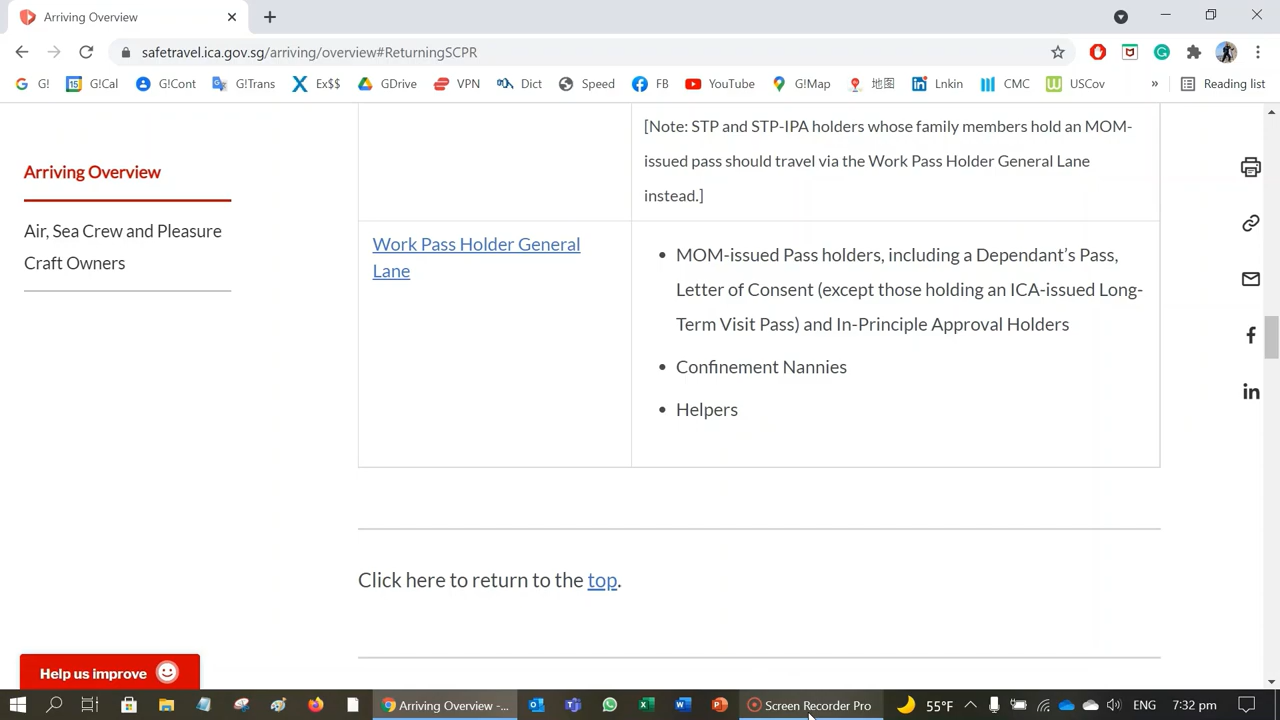 Arriving Overview
safetravel.ica.gov.sg/arriving/overview#ReturningSCPR
G!
G!Cal
G!Cont
G!Trans
Ex$$
GDrive
VPN
Dict
Speed
FB
YouTube
G!Map
地图
Lnkin
CMC
USCov
»
Reading list
Arriving Overview
Air, Sea Crew and Pleasure
Craft Owners
[Note: STP and STP-IPA holders whose family members hold an MOM-
issued pass should travel via the Work Pass Holder General Lane
instead.]
Work Pass Holder General
Lane
• MOM-issued Pass holders, including a Dependant’s Pass,
Letter of Consent (except those holding an ICA-issued Long-
Term Visit Pass) and In-Principle Approval Holders
• Confinement Nannies
• Helpers
Click here to return to the top.
Help us improve
Arriving Overview -...
Screen Recorder Pro
55°F
ENG
7:32 pm